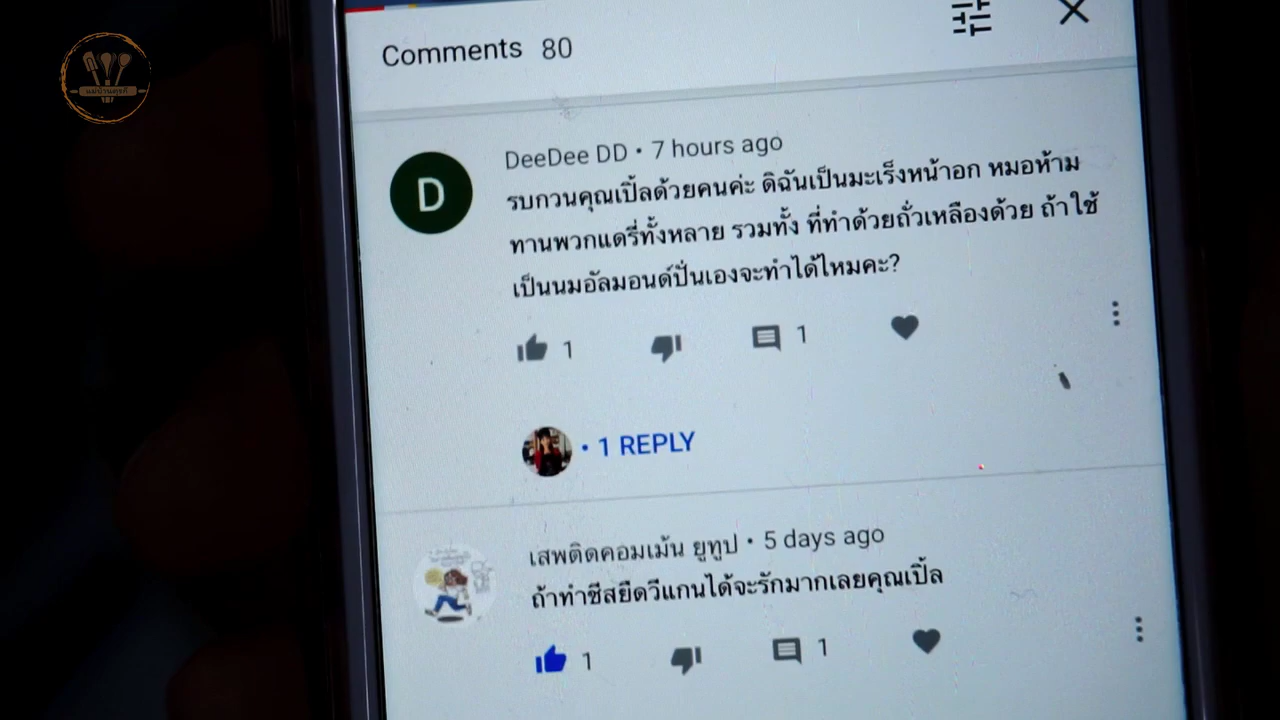 แม่บ้านยุคดี
Comments 80
DeeDee DD • 7 hours ago
D
รบกวนคุณเปิ้ลด้วยคนค่ะ ดิฉันเป็นมะเร็งหน้าอก หมอห้าม
ทานพวกแดรี่ทั้งหลาย รวมทั้ง ที่ทำด้วยถั่วเหลืองด้วย ถ้าใช้
เป็นนมอัลมอนด์ปั่นเองจะทำได้ไหมคะ?
1
1
• 1 REPLY
เสพติดคอมเม้น ยูทูป • 5 days ago
ถ้าทำชีสยืดวีแกนได้จะรักมากเลยคุณเปิ้ล
1
1